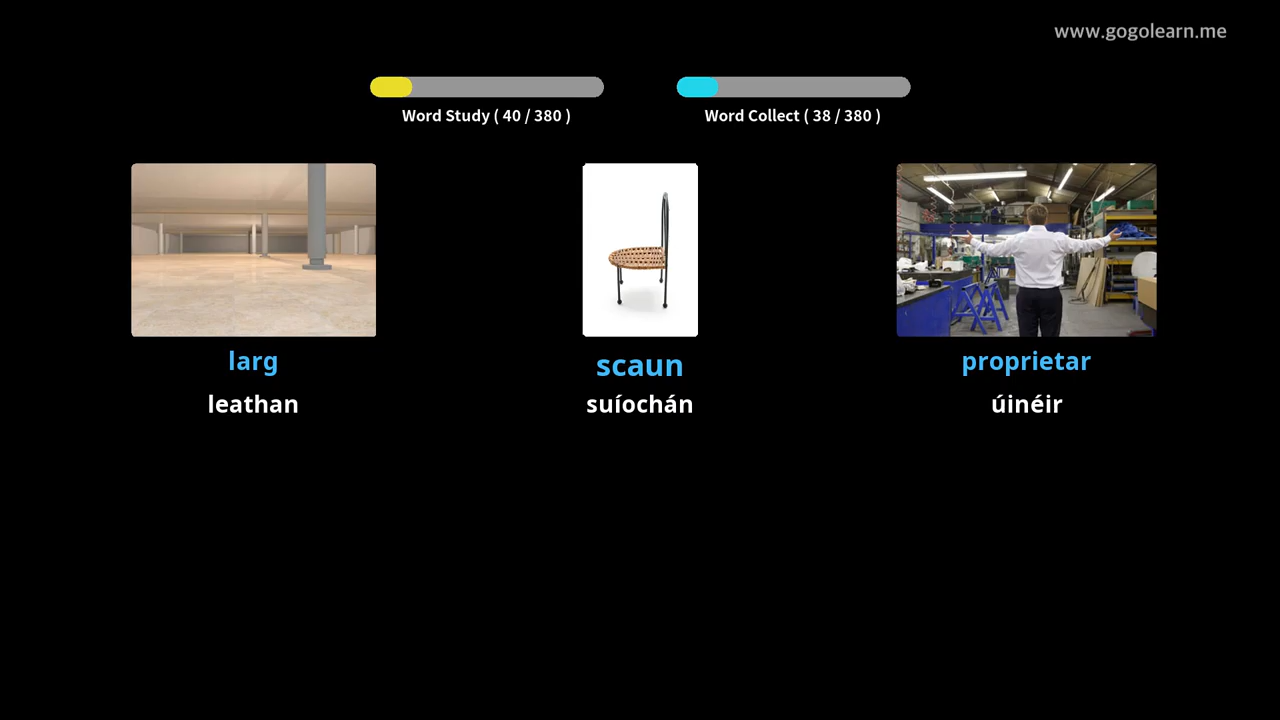 www.gogolearn.me
Word Study ( 40 / 380 )
Word Collect ( 38 / 380 )
larg
scaun
proprietar
leathan
suíochán
úinéir